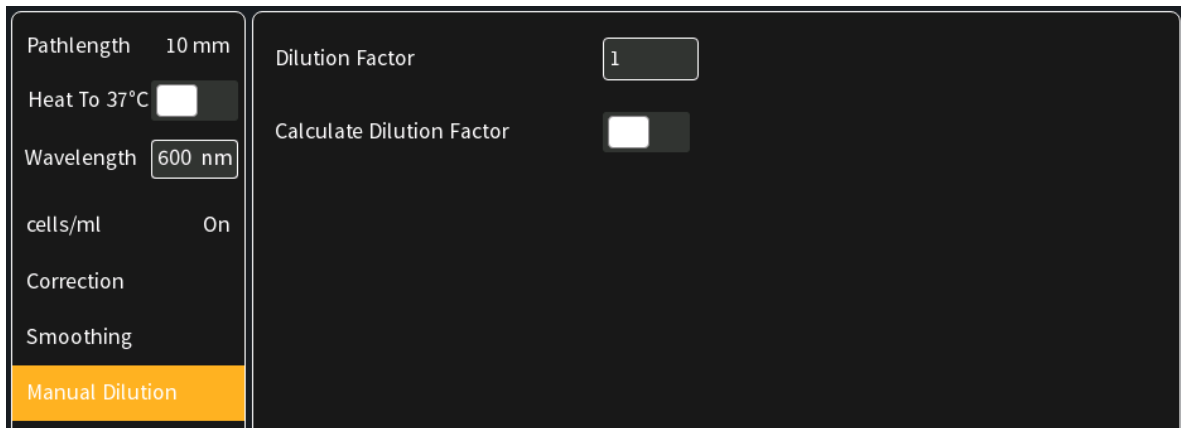 Pathlength 10 mm
Heat To 37°C
Wavelength 600 nm
cells/ml On
Correction
Smoothing
Manual Dilution
Dilution Factor 1
Calculate Dilution Factor